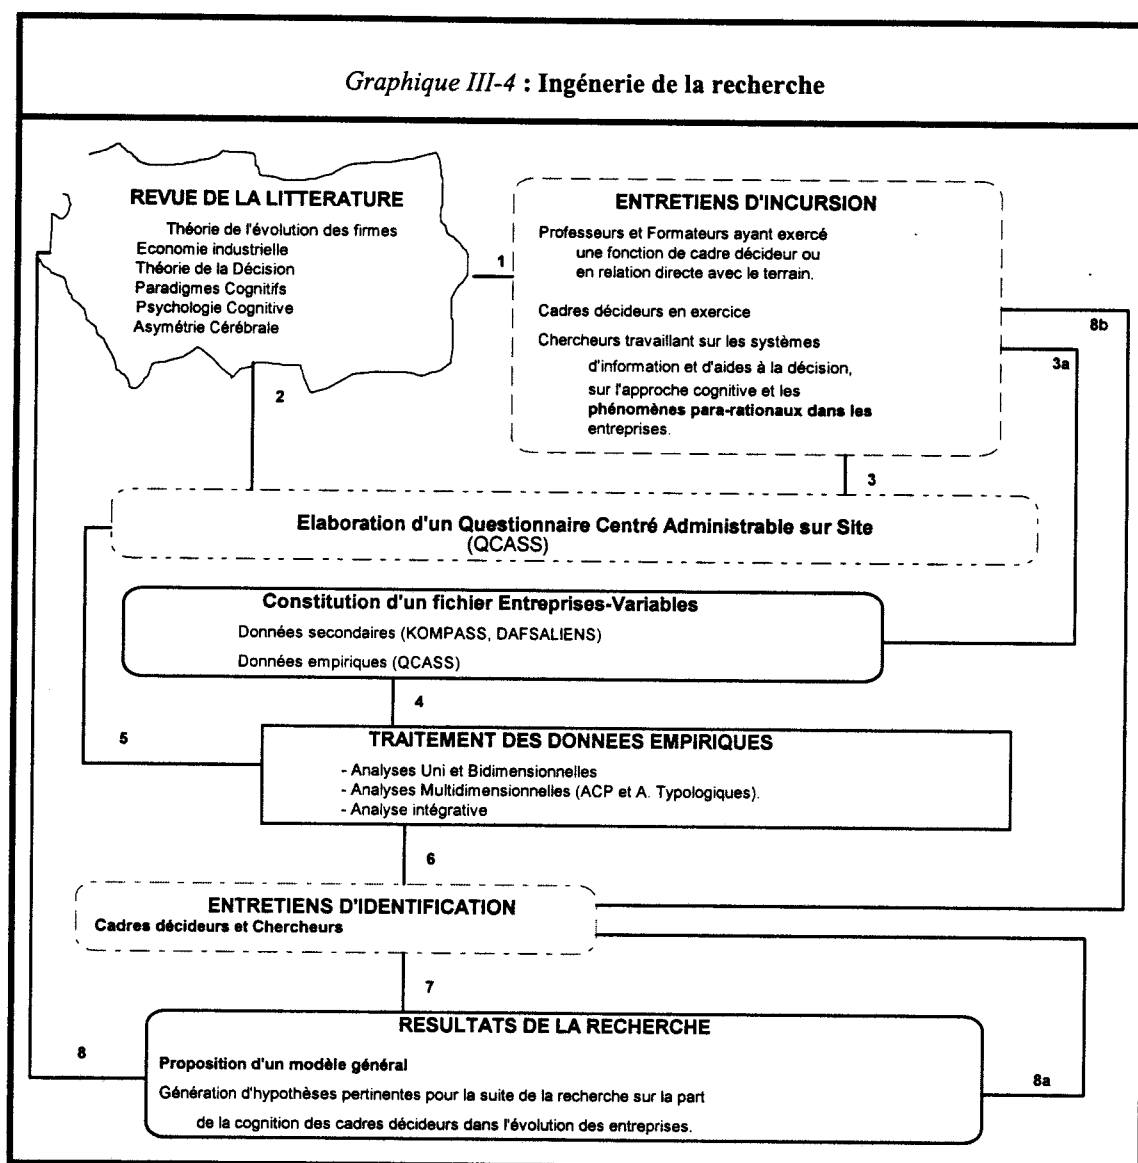 Graphique III-4 : Ingénerie de la recherche
REVUE DE LA LITTERATURE
Théorie de l'évolution des firmes
Economie industrielle
Théorie de la Décision
Paradigmes Cognitifs
Psychologie Cognitive
Asymétrie Cérébrale
1
ENTRETIENS D'INCURSION
Professeurs et Formateurs ayant exercé
une fonction de cadre décideur ou
en relation directe avec le terrain.
Cadres décideurs en exercice
Chercheurs travaillant sur les systèmes
d'information et d'aides à la décision,
sur l'approche cognitive et les
phénomènes para-rationaux dans les
entreprises.
8b
3a
2
3
Elaboration d'un Questionnaire Centré Administrable sur Site
(QCASS)
Constitution d'un fichier Entreprises-Variables
Données secondaires (KOMPASS, DAFSALIENS)
Données empiriques (QCASS)
4
5
TRAITEMENT DES DONNEES EMPIRIQUES
- Analyses Uni et Bidimensionnelles
- Analyses Multidimensionnelles (ACP et A. Typologiques).
- Analyse intégrative
6
ENTRETIENS D'IDENTIFICATION
Cadres décideurs et Chercheurs
7
RESULTATS DE LA RECHERCHE
8
Proposition d'un modèle général
Génération d'hypothèses pertinentes pour la suite de la recherche sur la part
de la cognition des cadres décideurs dans l'évolution des entreprises.
8a